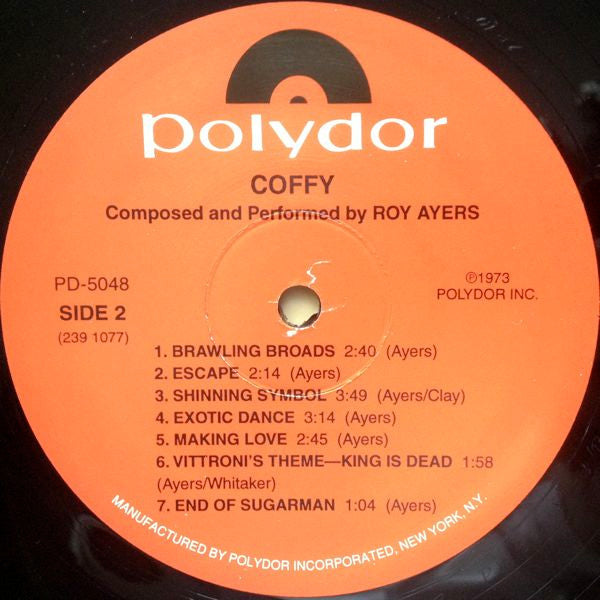 polydor
COFFY
Composed and Performed by ROY AYERS
PD-5048
SIDE 2
(239 1077)
℗1973
POLYDOR INC.
1. BRAWLING BROADS 2:40 (Ayers)
2. ESCAPE 2:14 (Ayers)
3. SHINNING SYMBOL 3:49 (Ayers/Clay)
4. EXOTIC DANCE 3:14 (Ayers)
5. MAKING LOVE 2:45 (Ayers)
6. VITTRONI'S THEME—KING IS DEAD 1:58
(Ayers/Whitaker)
7. END OF SUGARMAN 1:04 (Ayers)
MANUFACTURED BY POLYDOR INCORPORATED, NEW YORK, N.Y.